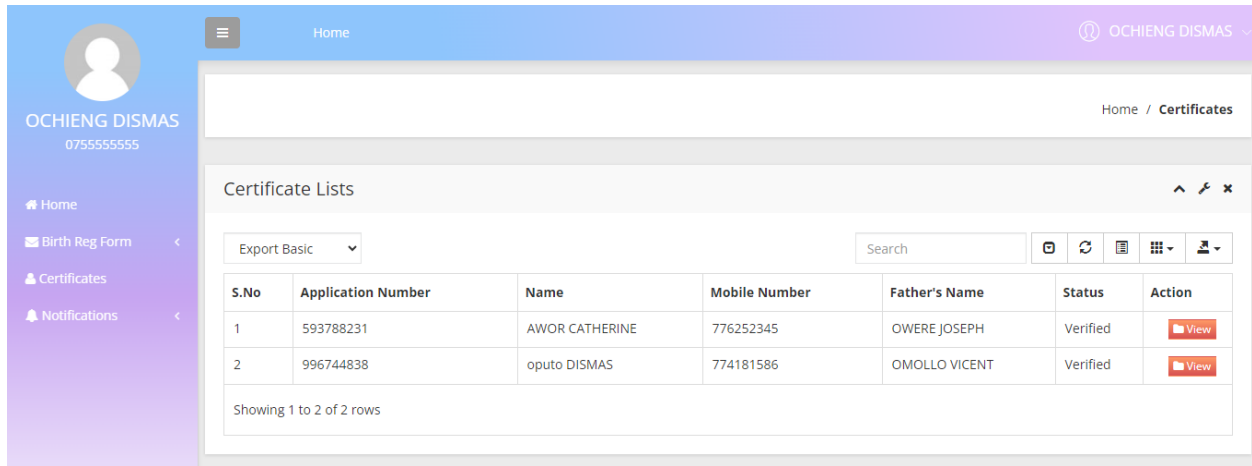 Home
OCHIENG DISMAS
OCHIENG DISMAS
0755555555
Home
Birth Reg Form
Certificates
Notifications
Home / Certificates
Certificate Lists
Export Basic
Search
S.No Application Number Name Mobile Number Father's Name Status Action
1 593788231 AWOR CATHERINE 776252345 OWERE JOSEPH Verified View
2 996744838 oputo DISMAS 774181586 OMOLLO VICENT Verified View
Showing 1 to 2 of 2 rows